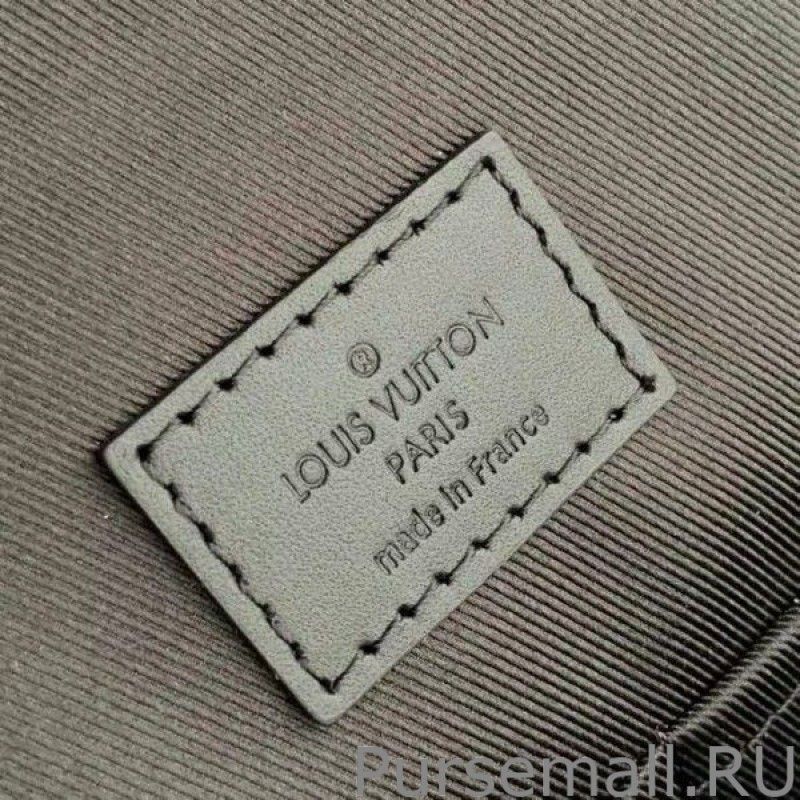 ®
LOUIS VUITTON
PARIS
made in France
Pursemall.RU